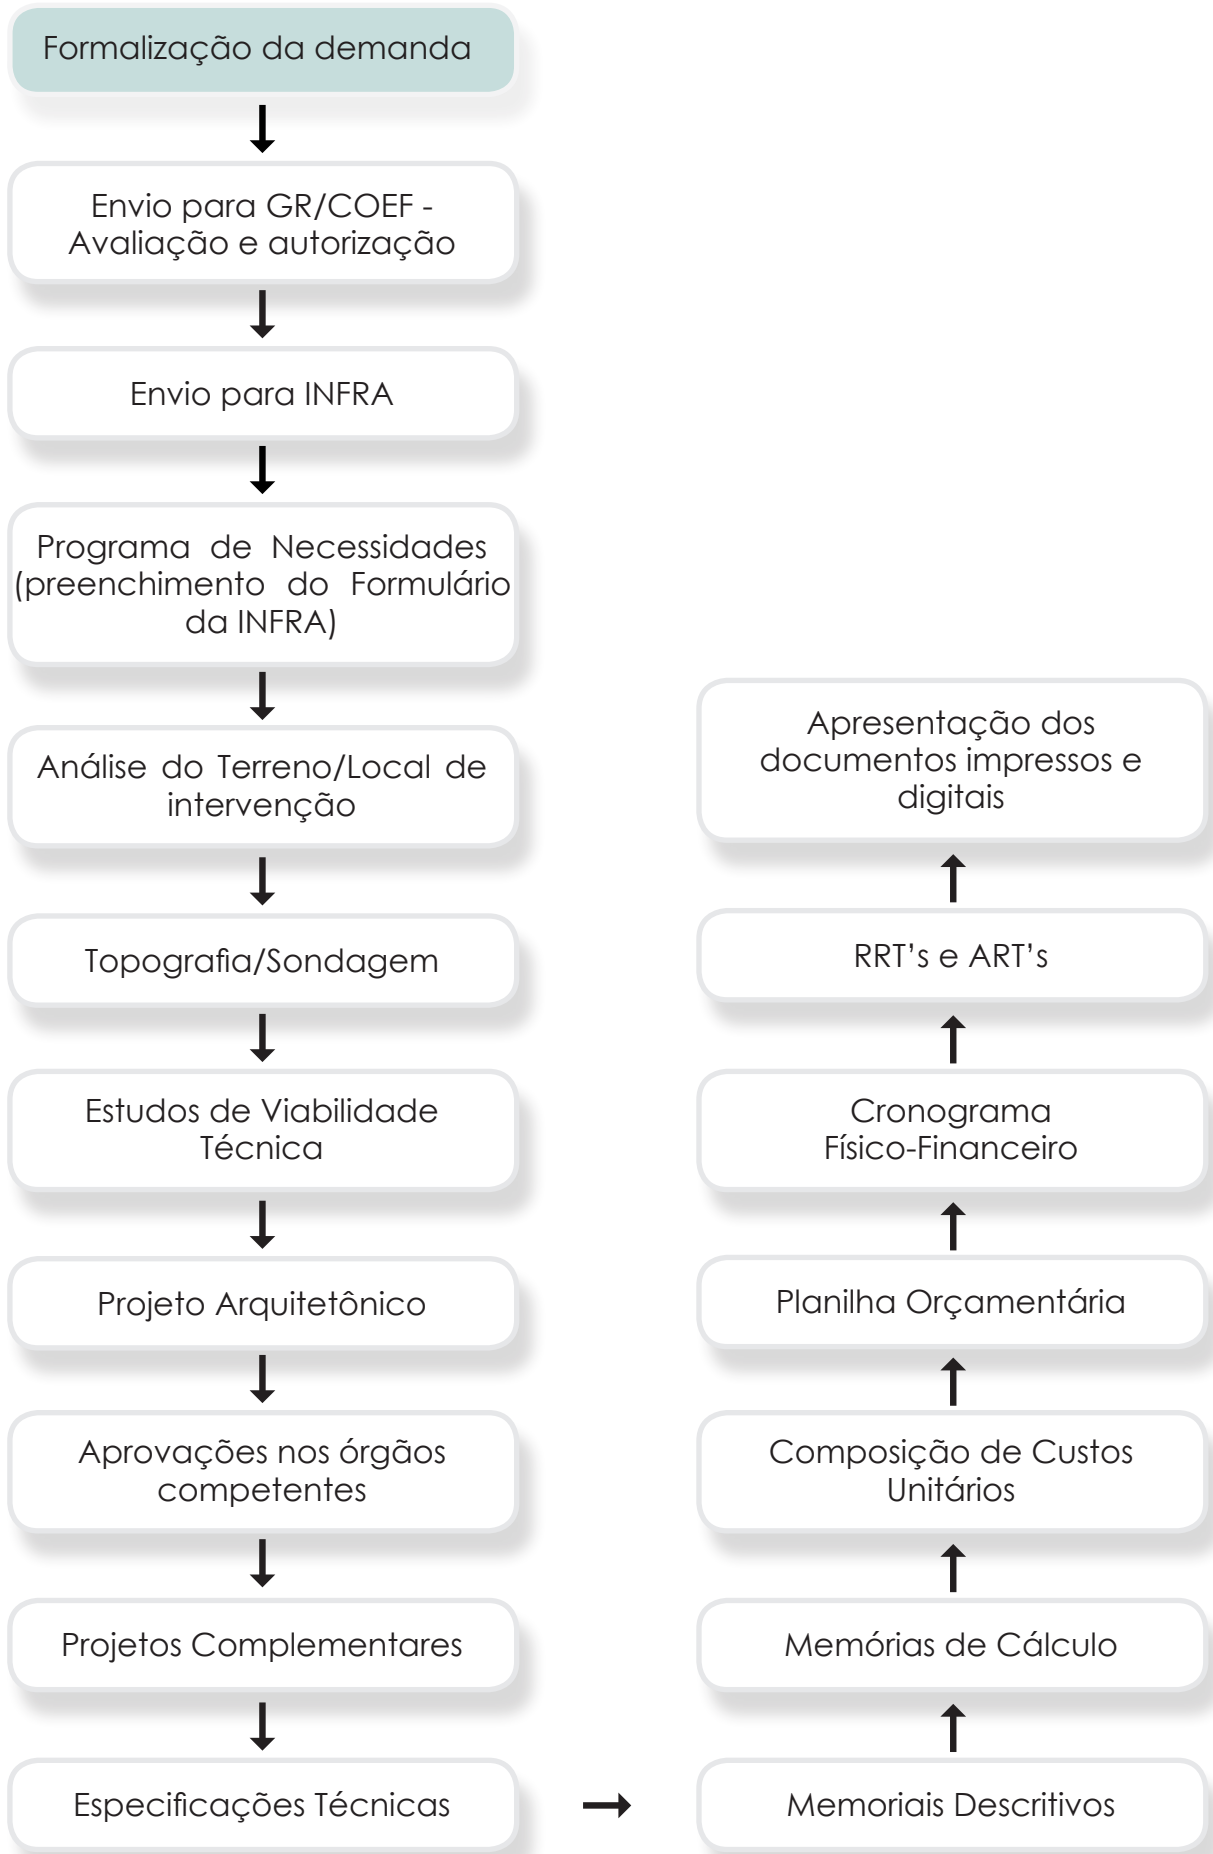 Formalização da demanda
Envio para GR/COEF -
Avaliação e autorização
Envio para INFRA
Programa de Necessidades
(preenchimento do Formulário
da INFRA)
Análise do Terreno/Local de
intervenção
Topografia/Sondagem
Estudos de Viabilidade
Técnica
Projeto Arquitetônico
Aprovações nos órgãos
competentes
Projetos Complementares
Especificações Técnicas
Memoriais Descritivos
Memórias de Cálculo
Composição de Custos
Unitários
Planilha Orçamentária
Cronograma
Físico-Financeiro
RRT’s e ART’s
Apresentação dos
documentos impressos e
digitais